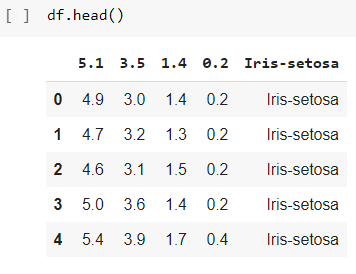 [ ] df.head()
5.1 3.5 1.4 0.2 Iris-setosa
0 4.9 3.0 1.4 0.2 Iris-setosa
1 4.7 3.2 1.3 0.2 Iris-setosa
2 4.6 3.1 1.5 0.2 Iris-setosa
3 5.0 3.6 1.4 0.2 Iris-setosa
4 5.4 3.9 1.7 0.4 Iris-setosa